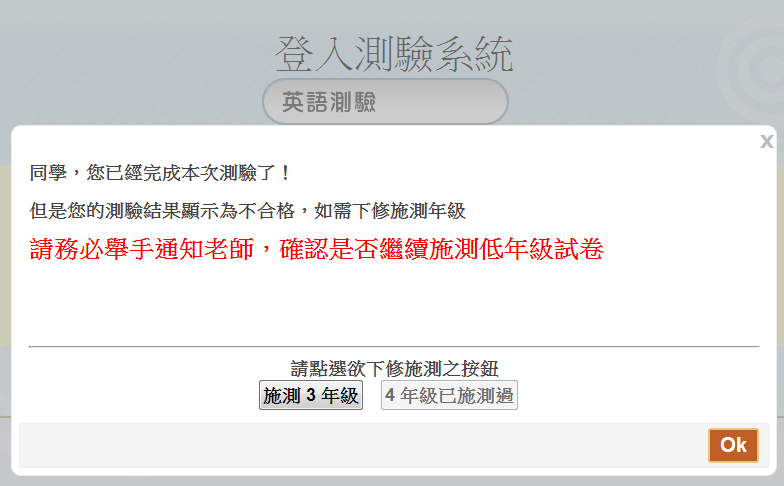 登入測驗系統
英語測驗
x
同學，您已經完成本次測驗了！
但是您的測驗結果顯示為不合格，如需下修施測年級
請務必舉手通知老師，確認是否繼續施測低年級試卷
請點選欲下修施測之按鈕
施測 3 年級 4 年級已施測過
Ok